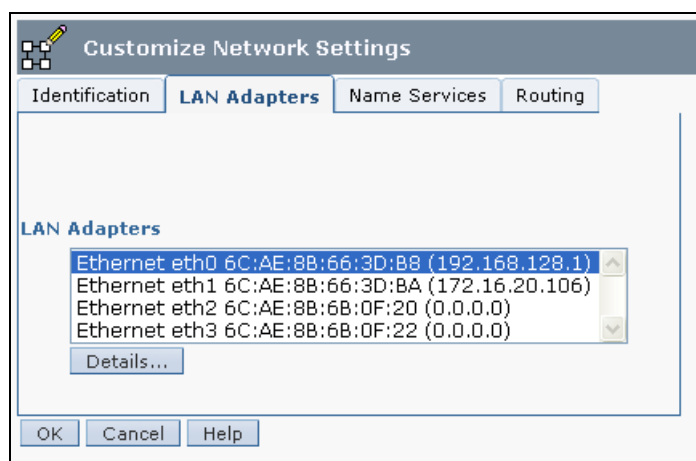 Customize Network Settings
Identification LAN Adapters Name Services Routing
LAN Adapters
Ethernet eth0 6C:AE:8B:66:3D:B8 (192.168.128.1)
Ethernet eth1 6C:AE:8B:66:3D:BA (172.16.20.106)
Ethernet eth2 6C:AE:8B:6B:0F:20 (0.0.0.0)
Ethernet eth3 6C:AE:8B:6B:0F:22 (0.0.0.0)
Details...
OK Cancel Help